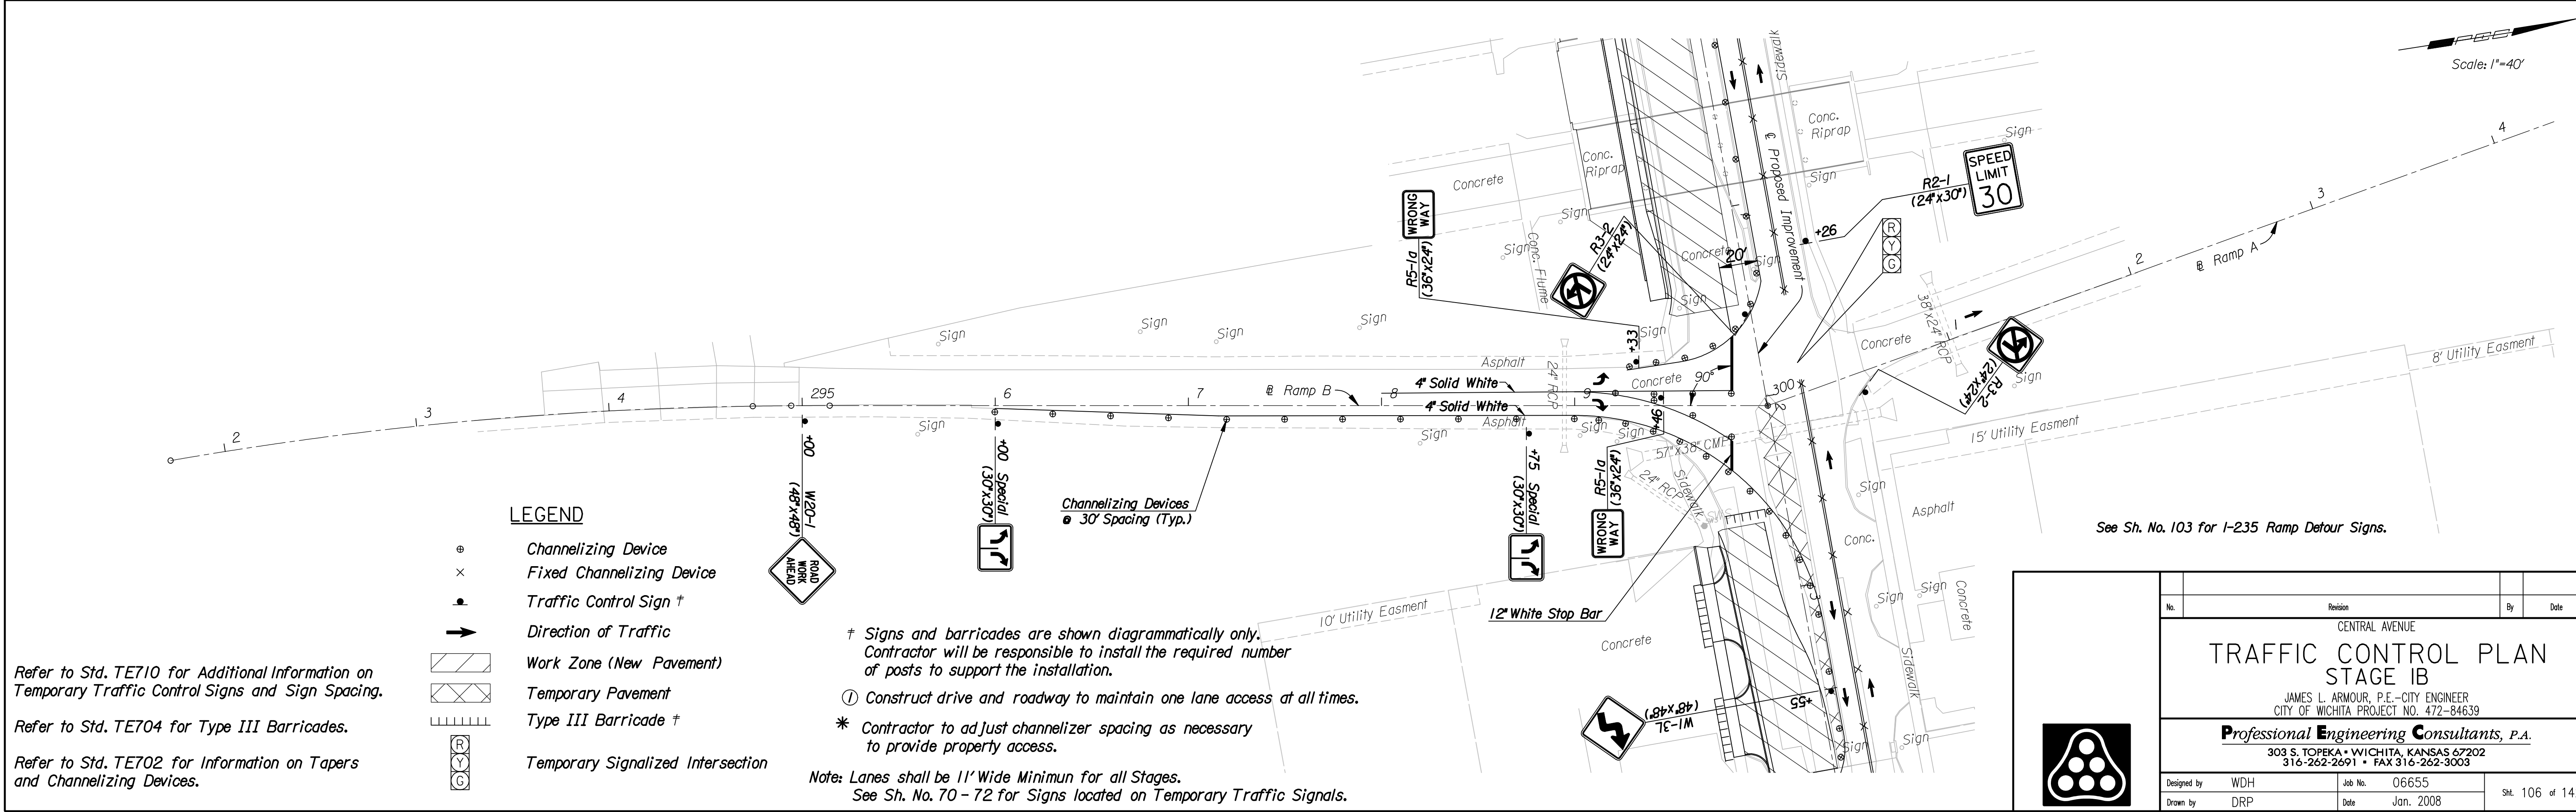 Scale: 1"=40'
Sidewalk
Conc.
Riprap
Sign
4
SPEED
LIMIT
30
R2-1
(24"x30")
3
+26
R
Y
G
2
℄ Ramp A
38"x24" RCP
1
Concrete
R3-2
(24"x24")
Sign
8' Utility Easment
15' Utility Easment
Conc.
Riprap
Concrete
Sign
Sign
℄ Proposed Improvement
WRONG
WAY
R5-1a
(36"x24")
Sign
Conc. Flume
R3-2
(24"x24")
Concrete
20'
Sign
Sign
Sign
Sign
Sign
Sign
Sign
+33
Asphalt
24" RCP
Concrete
90°
300
4" Solid White
4" Solid White
2
3
4
295
6
7
℄ Ramp B
8
9
Asphalt
Sign
Sign
Sign
Sign
+46
57"x38" CMP
24" RCP
Sidewalk
SWS
+00
W20-1
(48"x48")
ROAD
WORK
AHEAD
+00 Special
(30"x30")
Channelizing Devices
@ 30' Spacing (Typ.)
+75 Special
(30"x30")
R5-1a
(36"x24")
WRONG
WAY
12" White Stop Bar
10' Utility Easment
Concrete
W1-3L
(48"x48")
+55
3
Sign
Asphalt
Conc.
Sign
Sign
Concrete
Sidewalk
Sign
Sign
See Sh. No. 103 for I-235 Ramp Detour Signs.
LEGEND
Channelizing Device
Fixed Channelizing Device
Traffic Control Sign ‡
Direction of Traffic
Work Zone (New Pavement)
Temporary Pavement
Type III Barricade ‡
R
Y
G
Temporary Signalized Intersection
Refer to Std. TE710 for Additional Information on
Temporary Traffic Control Signs and Sign Spacing.
Refer to Std. TE704 for Type III Barricades.
Refer to Std. TE702 for Information on Tapers
and Channelizing Devices.
‡ Signs and barricades are shown diagrammatically only.
Contractor will be responsible to install the required number
of posts to support the installation.
① Construct drive and roadway to maintain one lane access at all times.
* Contractor to adjust channelizer spacing as necessary
to provide property access.
Note: Lanes shall be 11' Wide Minimun for all Stages.
See Sh. No. 70 - 72 for Signs located on Temporary Traffic Signals.
No. Revision By Date
CENTRAL AVENUE
TRAFFIC CONTROL PLAN
STAGE 1B
JAMES L. ARMOUR, P.E.-CITY ENGINEER
CITY OF WICHITA PROJECT NO. 472-84639
Professional Engineering Consultants, P.A.
303 S. TOPEKA • WICHITA, KANSAS 67202
316-262-2691 • FAX 316-262-3003
Designed by WDH Job No. 06655
Drawn by DRP Date Jan. 2008
Sht. 106 of 14